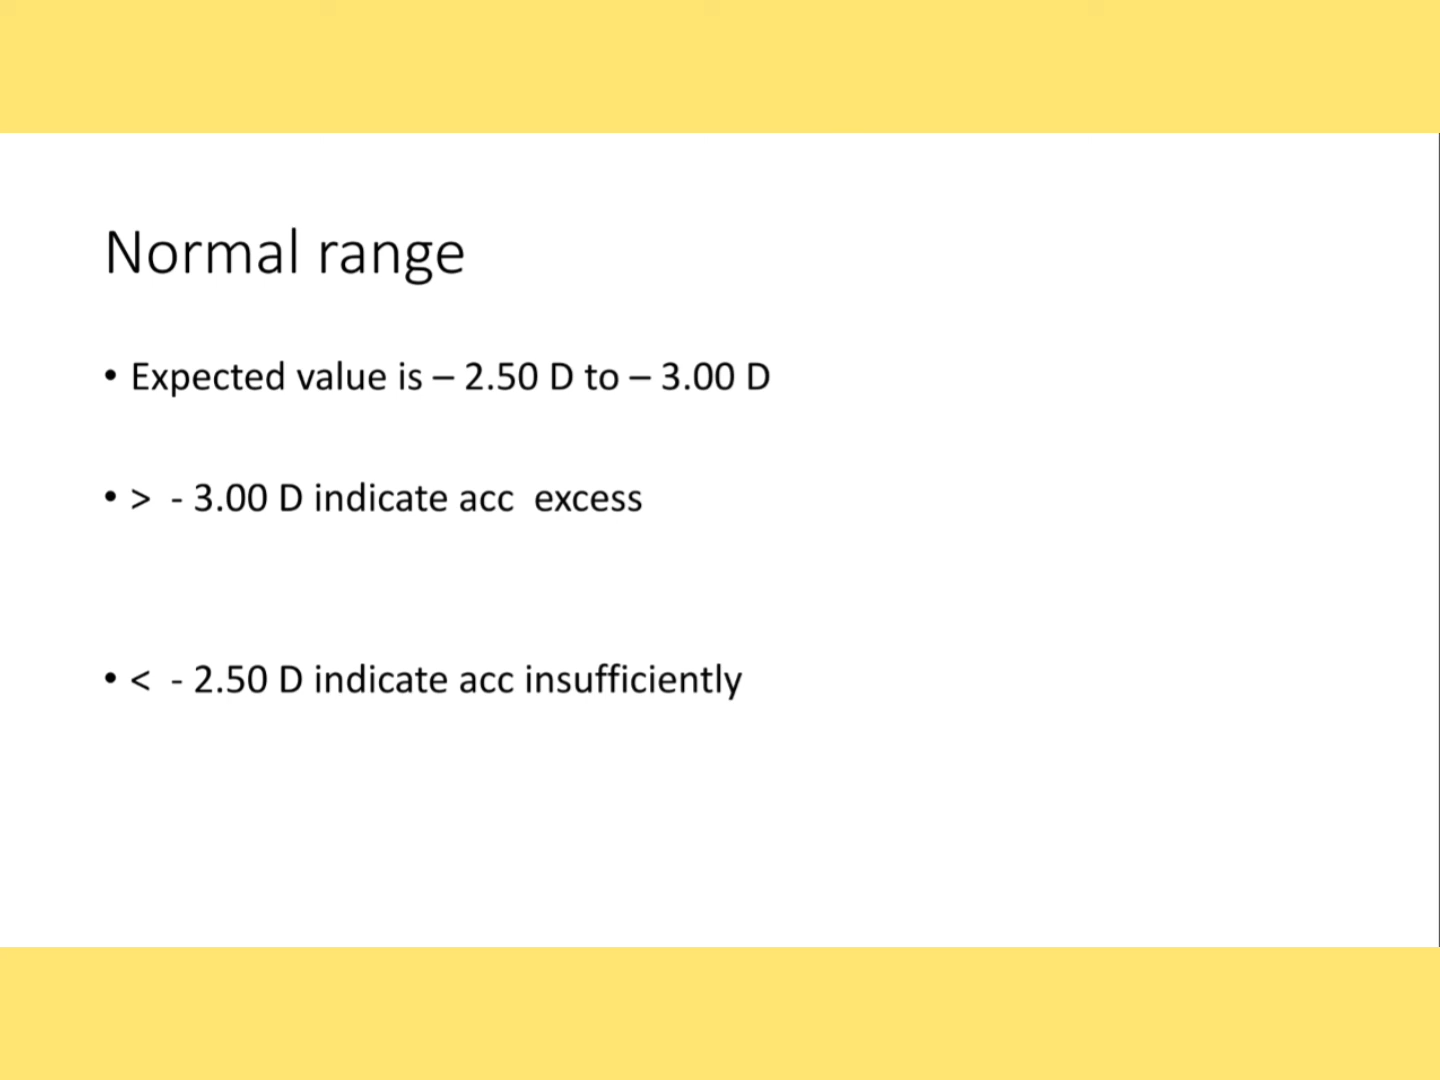 Normal range
• Expected value is – 2.50 D to – 3.00 D
• >  - 3.00 D indicate acc  excess
• <  - 2.50 D indicate acc insufficiently